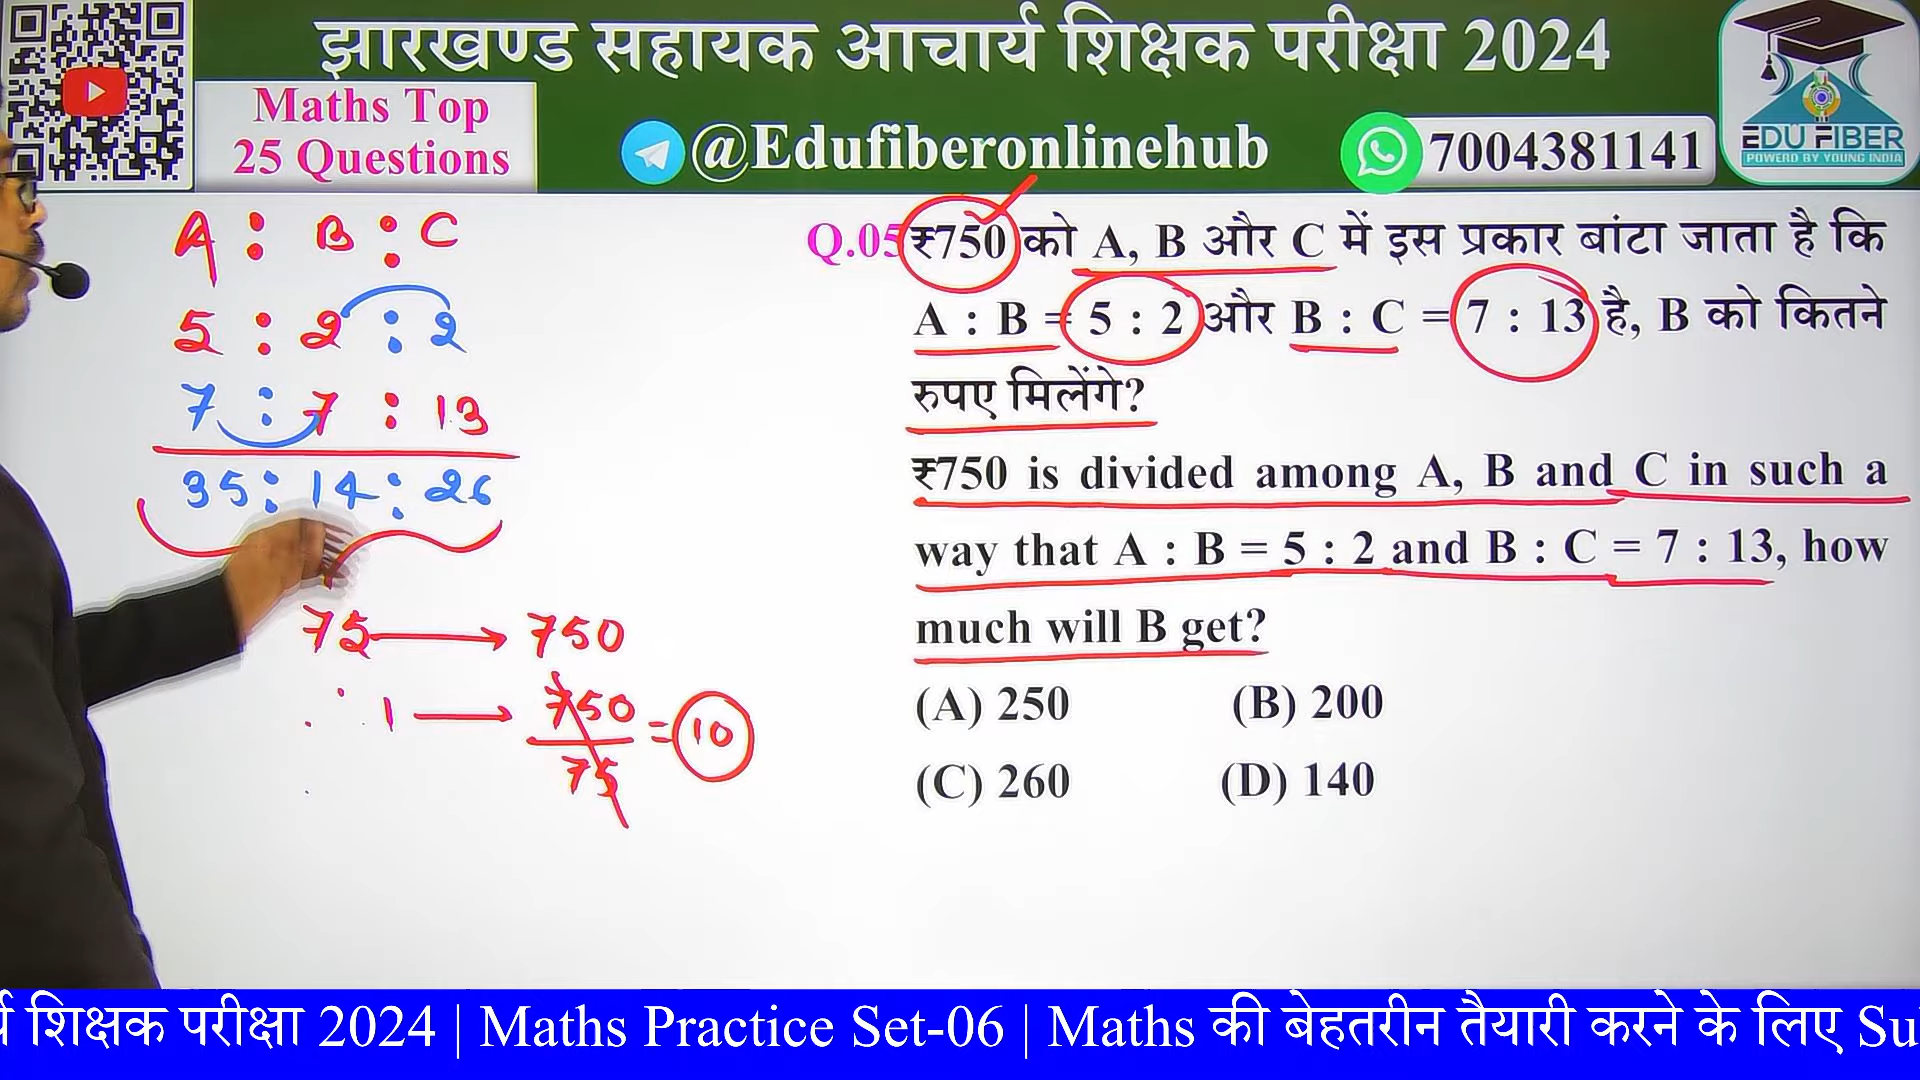 झारखण्ड सहायक आचार्य शिक्षक परीक्षा 2024
Maths Top
25 Questions
@Edufiberonlinehub
7004381141
EDU FIBER
POWERD BY YOUNG INDIA
A : B : C
5 : 2 : 2
7 : 7 : 13
35 : 14 : 26
75 → 750
∴ 1 → 750/75 = 10
Q.05 ₹750 को A, B और C में इस प्रकार बांटा जाता है कि
A : B = 5 : 2 और B : C = 7 : 13 है, B को कितने
रुपए मिलेंगे?
₹750 is divided among A, B and C in such a
way that A : B = 5 : 2 and B : C = 7 : 13, how
much will B get?
(A) 250 (B) 200
(C) 260 (D) 140
र्य शिक्षक परीक्षा 2024 | Maths Practice Set-06 | Maths की बेहतरीन तैयारी करने के लिए Su